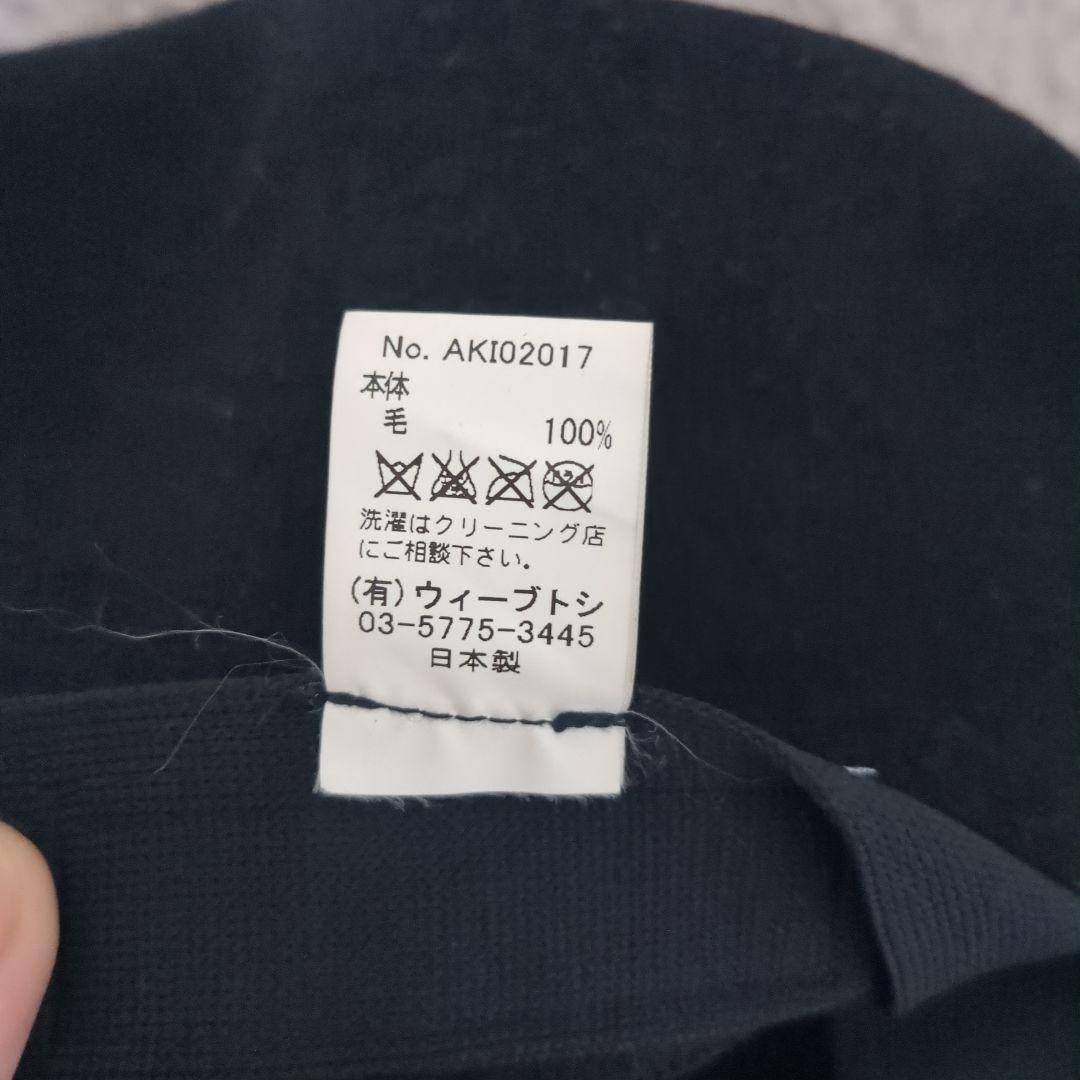 No. AKI02017
本体
毛
100%
洗濯はクリーニング店
にご相談下さい.
(有)ウィーブトシ
03-5775-3445
日本製